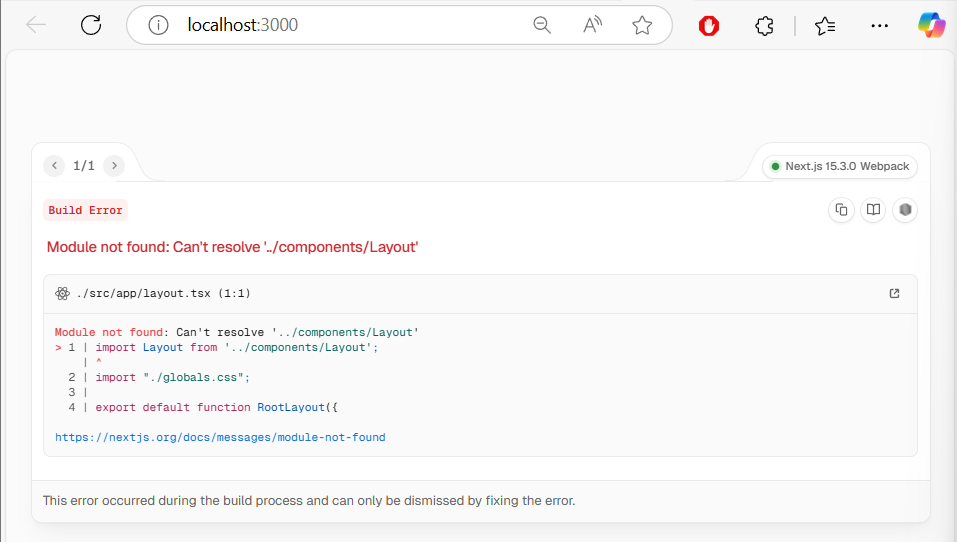 localhost:3000
1/1
Next.js 15.3.0 Webpack
Build Error
Module not found: Can't resolve '../components/Layout'
./src/app/layout.tsx (1:1)
Module not found: Can't resolve '../components/Layout'
> 1 | import Layout from '../components/Layout';
| ^
2 | import "./globals.css";
3 |
4 | export default function RootLayout({
https://nextjs.org/docs/messages/module-not-found
This error occurred during the build process and can only be dismissed by fixing the error.